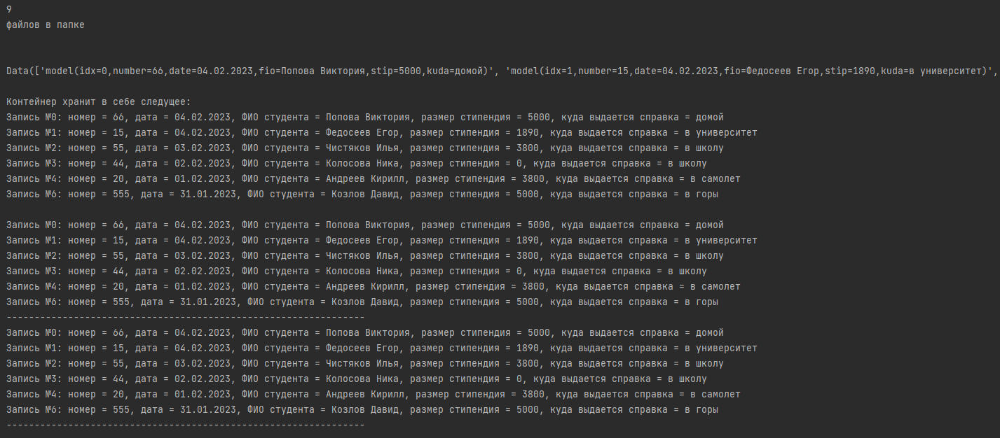 9
файлов в папке
Data(['model(idx=0,number=66,date=04.02.2023,fio=Попова Виктория,stip=5000,kuda=домой)', 'model(idx=1,number=15,date=04.02.2023,fio=Федосеев Егор,stip=1890,kuda=в университет)',
Контейнер хранит в себе следущее:
Запись №0: номер = 66, дата = 04.02.2023, ФИО студента = Попова Виктория, размер стипендия = 5000, куда выдается справка = домой
Запись №1: номер = 15, дата = 04.02.2023, ФИО студента = Федосеев Егор, размер стипендия = 1890, куда выдается справка = в университет
Запись №2: номер = 55, дата = 03.02.2023, ФИО студента = Чистяков Илья, размер стипендия = 3800, куда выдается справка = в школу
Запись №3: номер = 44, дата = 02.02.2023, ФИО студента = Колосова Ника, размер стипендия = 0, куда выдается справка = в школу
Запись №4: номер = 20, дата = 01.02.2023, ФИО студента = Андреев Кирилл, размер стипендия = 3800, куда выдается справка = в самолет
Запись №6: номер = 555, дата = 31.01.2023, ФИО студента = Козлов Давид, размер стипендия = 5000, куда выдается справка = в горы
Запись №0: номер = 66, дата = 04.02.2023, ФИО студента = Попова Виктория, размер стипендия = 5000, куда выдается справка = домой
Запись №1: номер = 15, дата = 04.02.2023, ФИО студента = Федосеев Егор, размер стипендия = 1890, куда выдается справка = в университет
Запись №2: номер = 55, дата = 03.02.2023, ФИО студента = Чистяков Илья, размер стипендия = 3800, куда выдается справка = в школу
Запись №3: номер = 44, дата = 02.02.2023, ФИО студента = Колосова Ника, размер стипендия = 0, куда выдается справка = в школу
Запись №4: номер = 20, дата = 01.02.2023, ФИО студента = Андреев Кирилл, размер стипендия = 3800, куда выдается справка = в самолет
Запись №6: номер = 555, дата = 31.01.2023, ФИО студента = Козлов Давид, размер стипендия = 5000, куда выдается справка = в горы
----------------------------------------------------------------
Запись №0: номер = 66, дата = 04.02.2023, ФИО студента = Попова Виктория, размер стипендия = 5000, куда выдается справка = домой
Запись №1: номер = 15, дата = 04.02.2023, ФИО студента = Федосеев Егор, размер стипендия = 1890, куда выдается справка = в университет
Запись №2: номер = 55, дата = 03.02.2023, ФИО студента = Чистяков Илья, размер стипендия = 3800, куда выдается справка = в школу
Запись №3: номер = 44, дата = 02.02.2023, ФИО студента = Колосова Ника, размер стипендия = 0, куда выдается справка = в школу
Запись №4: номер = 20, дата = 01.02.2023, ФИО студента = Андреев Кирилл, размер стипендия = 3800, куда выдается справка = в самолет
Запись №6: номер = 555, дата = 31.01.2023, ФИО студента = Козлов Давид, размер стипендия = 5000, куда выдается справка = в горы
----------------------------------------------------------------